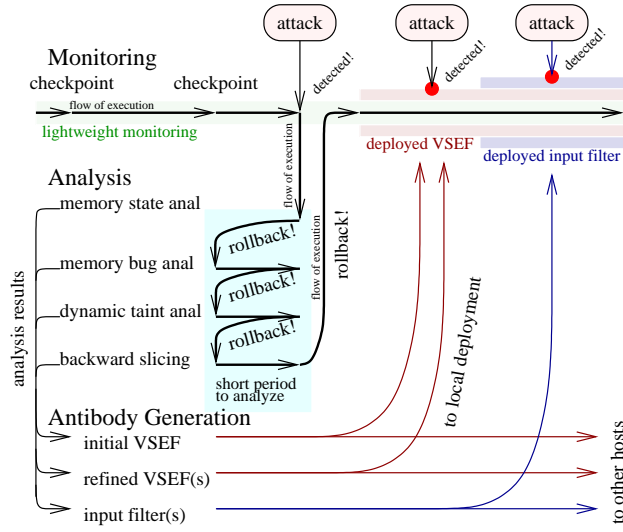 attack
attack
attack
Monitoring
detected!
detected!
detected!
checkpoint
checkpoint
flow of execution
lightweight monitoring
deployed VSEF
deployed input filter
Analysis
flow of execution
memory state anal
rollback!
flow of execution
rollback!
memory bug anal
rollback!
dynamic taint anal
rollback!
backward slicing
analysis results
short period
to analyze
to local deployment
Antibody Generation
initial VSEF
refined VSEF(s)
input filter(s)
to other hosts